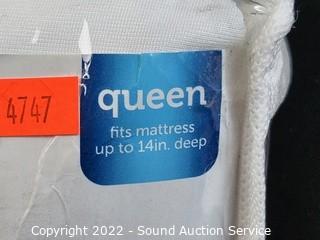 4747
queen
fits mattress
up to 14in. deep
Copyright 2022 - Sound Auction Service